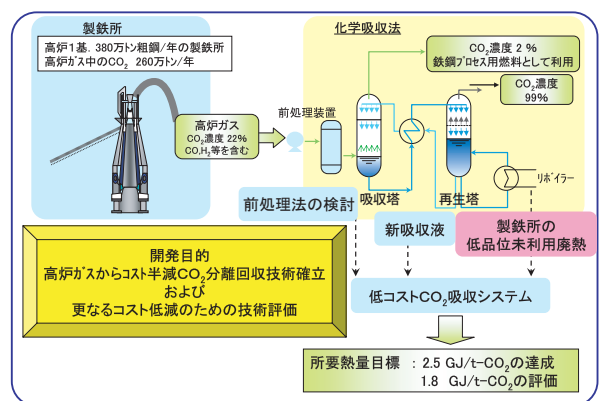 製鉄所
高炉1基．380万トン粗鋼/年の製鉄所
高炉ガス中のCO2 260万トン/年
化学吸収法
CO2濃度 2 %
鉄鋼プロセス用燃料として利用
CO2濃度
99%
高炉ガス
CO2濃度 22%
CO,H2等を含む
前処理装置
吸収塔
再生塔
リボイラー
前処理法の検討
新吸収液
製鉄所の
低品位未利用廃熱
開発目的
高炉ガスからコスト半減CO2分離回収技術確立
および
更なるコスト低減のための技術評価
低コストCO2吸収システム
所要熱量目標 ：2.5 GJ/t-CO2の達成
1.8 GJ/t-CO2の評価